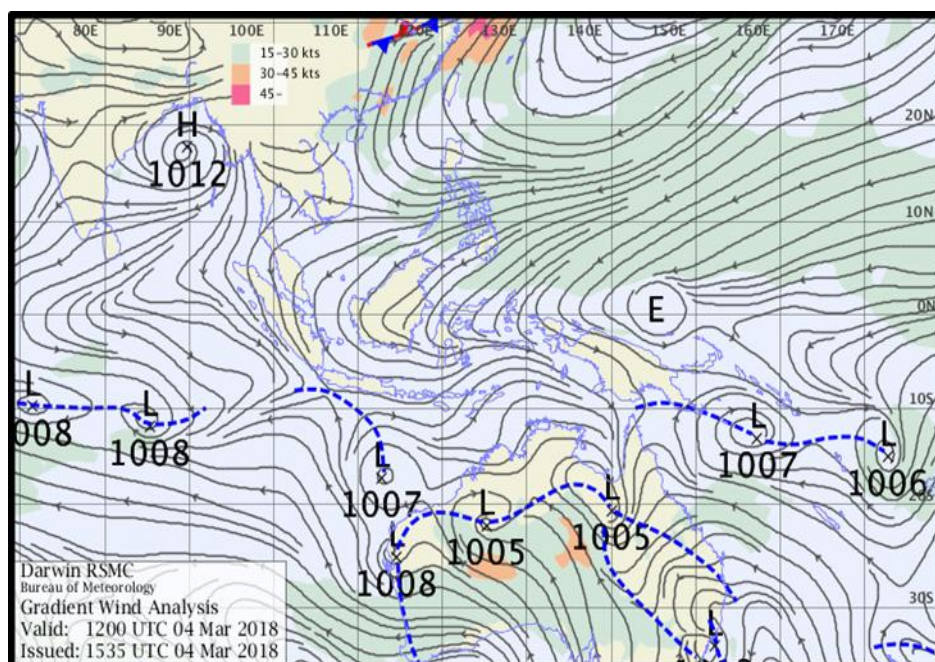 80E 90E 100E 110E 120E 130E 140E 150E 160E 170E
15-30 kts
30-45 kts
45-
20N
H
1012
10N
E
0N
L
L
L
L
10S
008
1008
1007
1006
L
1007
L
L
20S
L
1005
1005
1008
Darwin RSMC
Bureau of Meteorology
Gradient Wind Analysis
Valid: 1200 UTC 04 Mar 2018
Issued: 1535 UTC 04 Mar 2018
30S
L